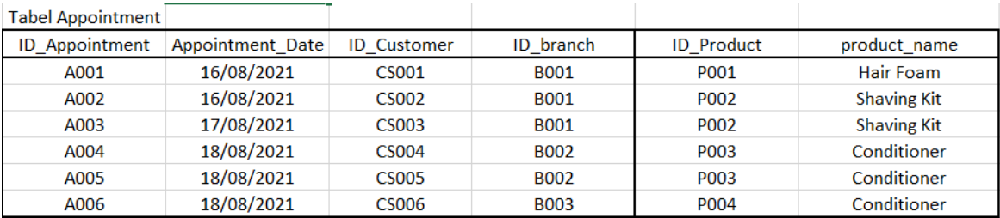 Tabel Appointment
ID_Appointment Appointment_Date ID_Customer ID_branch ID_Product product_name
A001 16/08/2021 CS001 B001 P001 Hair Foam
A002 16/08/2021 CS002 B001 P002 Shaving Kit
A003 17/08/2021 CS003 B001 P002 Shaving Kit
A004 18/08/2021 CS004 B002 P003 Conditioner
A005 18/08/2021 CS005 B002 P003 Conditioner
A006 18/08/2021 CS006 B003 P004 Conditioner